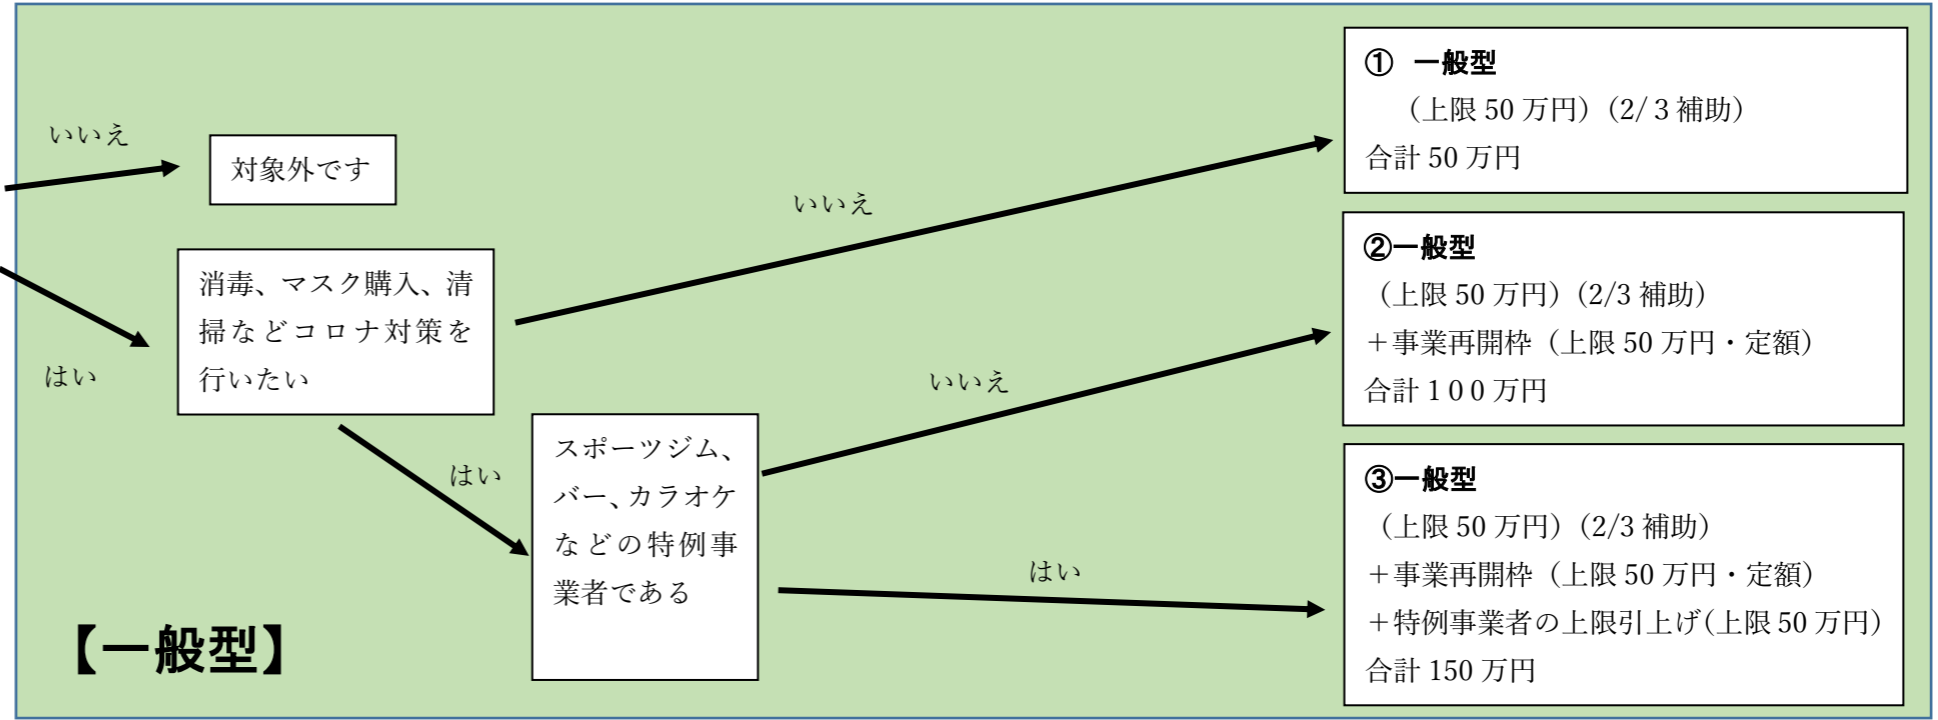 いいえ
対象外です
はい
消毒、マスク購入、清
掃などコロナ対策を
行いたい
いいえ
はい
スポーツジム、
バー、カラオケ
などの特例事
業者である
いいえ
はい
① 一般型
（上限 50 万円）（2/３補助）
合計 50 万円
②一般型
（上限 50 万円）（2/3 補助）
＋事業再開枠（上限 50 万円・定額）
合計１００万円
③一般型
（上限 50 万円）（2/3 補助）
＋事業再開枠（上限 50 万円・定額）
＋特例事業者の上限引上げ(上限 50 万円)
合計 150 万円
【一般型】